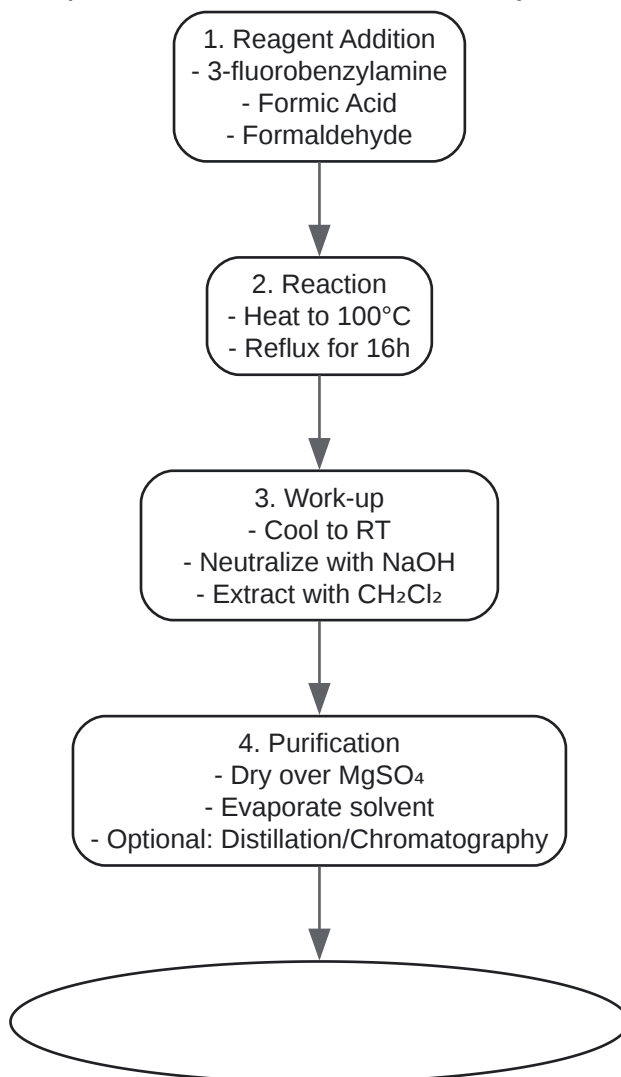 1. Reagent Addition
- 3-fluorobenzylamine
- Formic Acid
- Formaldehyde
2. Reaction
- Heat to 100°C
- Reflux for 16h
3. Work-up
- Cool to RT
- Neutralize with NaOH
- Extract with CH₂Cl₂
4. Purification
- Dry over MgSO₄
- Evaporate solvent
- Optional: Distillation/Chromatography